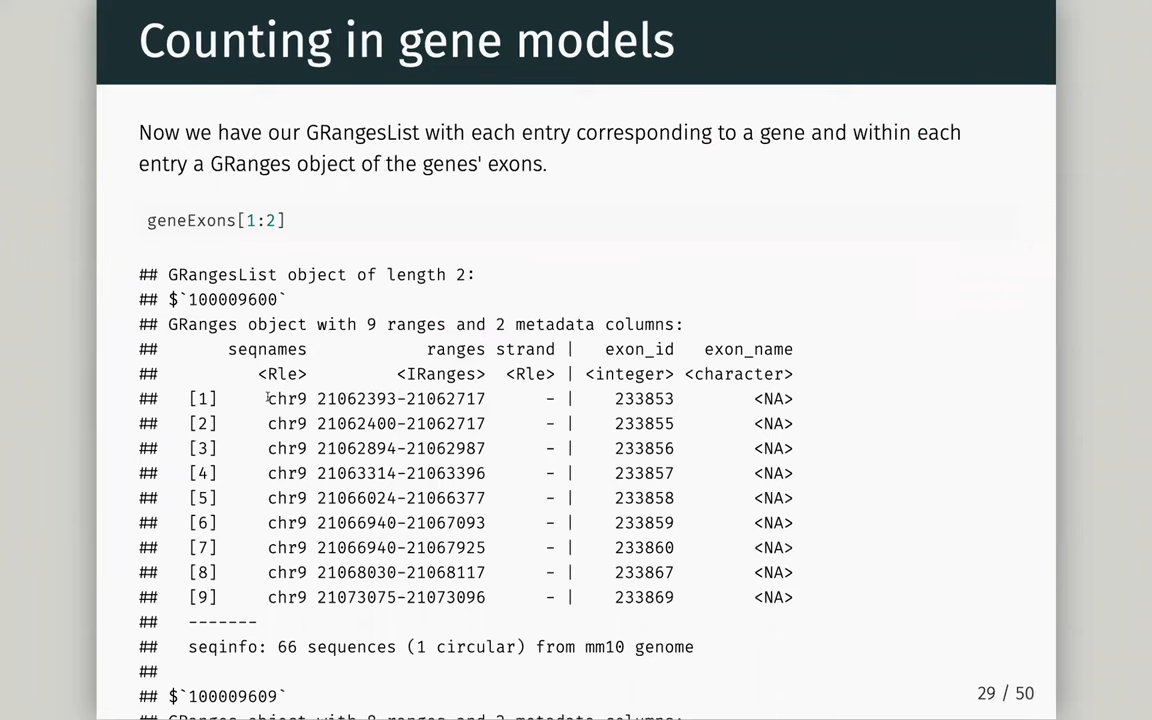 Counting in gene models
Now we have our GRangesList with each entry corresponding to a gene and within each
entry a GRanges object of the genes' exons.
geneExons[1:2]
## GRangesList object of length 2:
## $`100009600`
## GRanges object with 9 ranges and 2 metadata columns:
##       seqnames            ranges strand |   exon_id   exon_name
##          <Rle>         <IRanges>  <Rle> | <integer> <character>
##   [1]     chr9 21062393-21062717      - |    233853        <NA>
##   [2]     chr9 21062400-21062717      - |    233855        <NA>
##   [3]     chr9 21062894-21062987      - |    233856        <NA>
##   [4]     chr9 21063314-21063396      - |    233857        <NA>
##   [5]     chr9 21066024-21066377      - |    233858        <NA>
##   [6]     chr9 21066940-21067093      - |    233859        <NA>
##   [7]     chr9 21066940-21067925      - |    233860        <NA>
##   [8]     chr9 21068030-21068117      - |    233867        <NA>
##   [9]     chr9 21073075-21073096      - |    233869        <NA>
##   -------
##   seqinfo: 66 sequences (1 circular) from mm10 genome
##
## $`100009609`
29 / 50